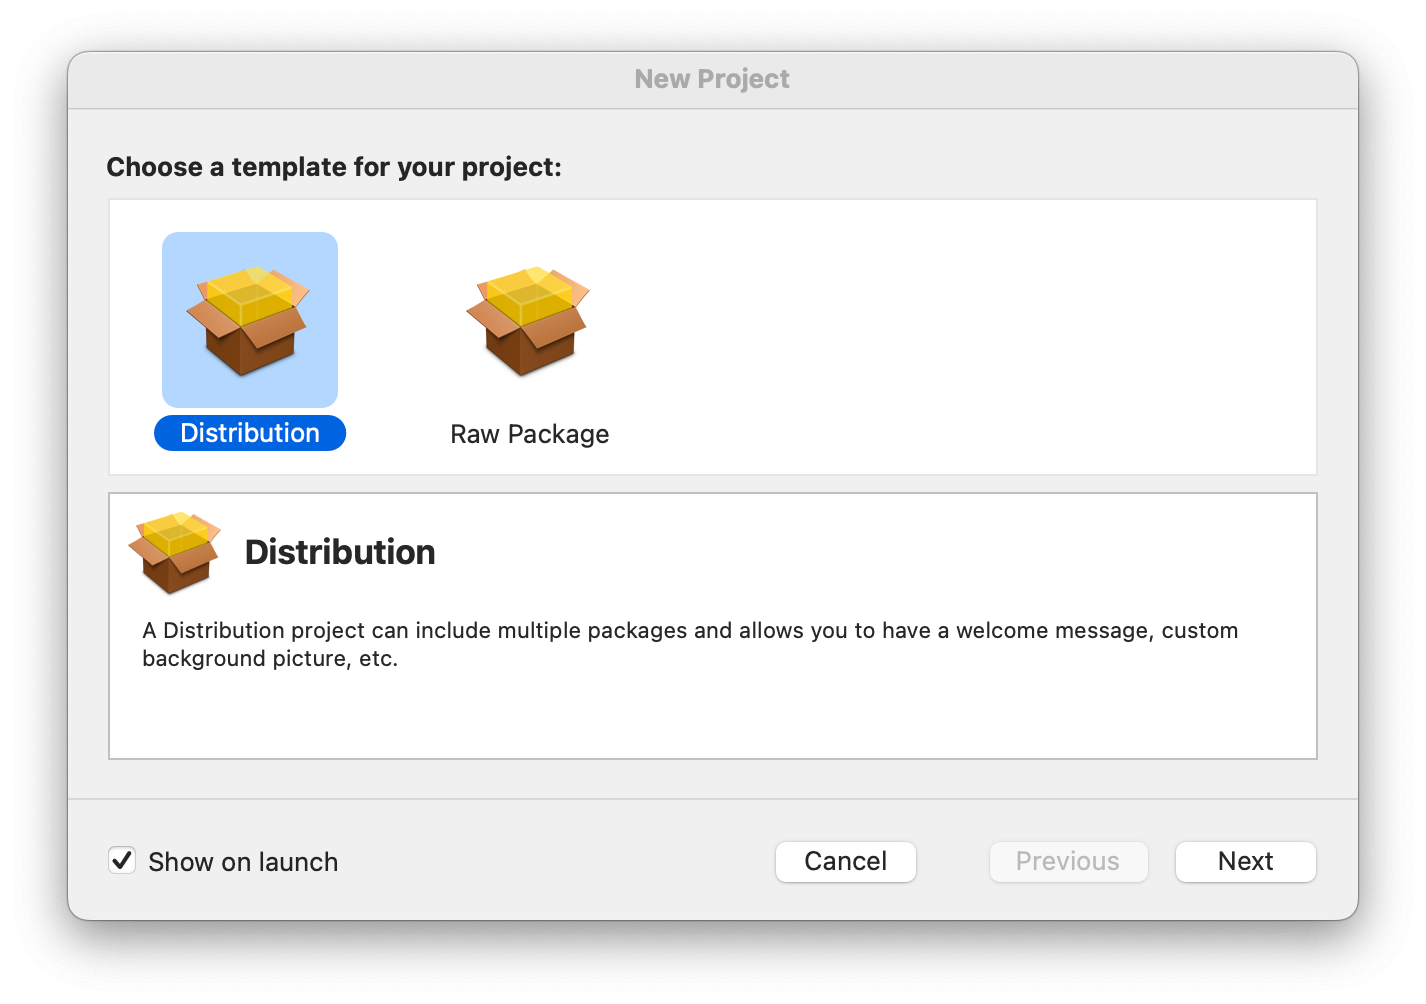 New Project
Choose a template for your project:
Distribution
Raw Package
Distribution
A Distribution project can include multiple packages and allows you to have a welcome message, custom
background picture, etc.
Show on launch
Cancel
Previous
Next